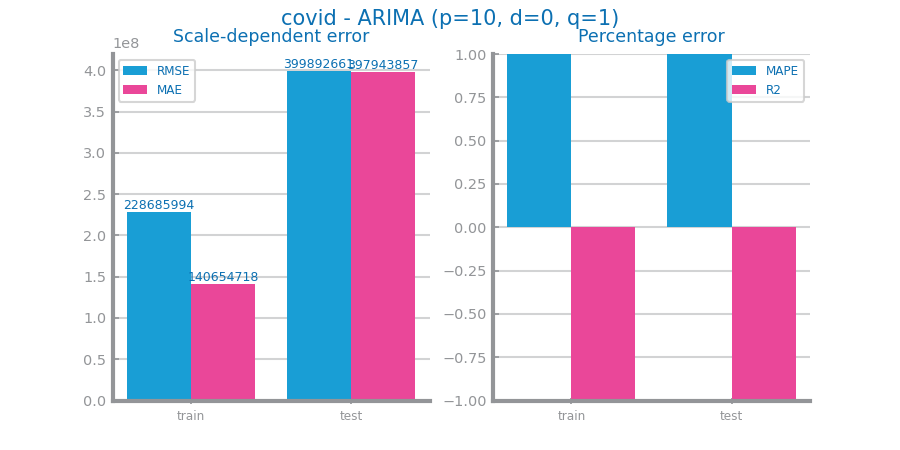 covid - ARIMA (p=10, d=0, q=1)
Scale-dependent error
1e8
4.0
3.5
3.0
2.5
2.0
1.5
1.0
0.5
0.0
RMSE
MAE
228685994
140654718
399892661
397943857
train
test
Percentage error
1.00
0.75
0.50
0.25
0.00
−0.25
−0.50
−0.75
−1.00
MAPE
R2
train
test